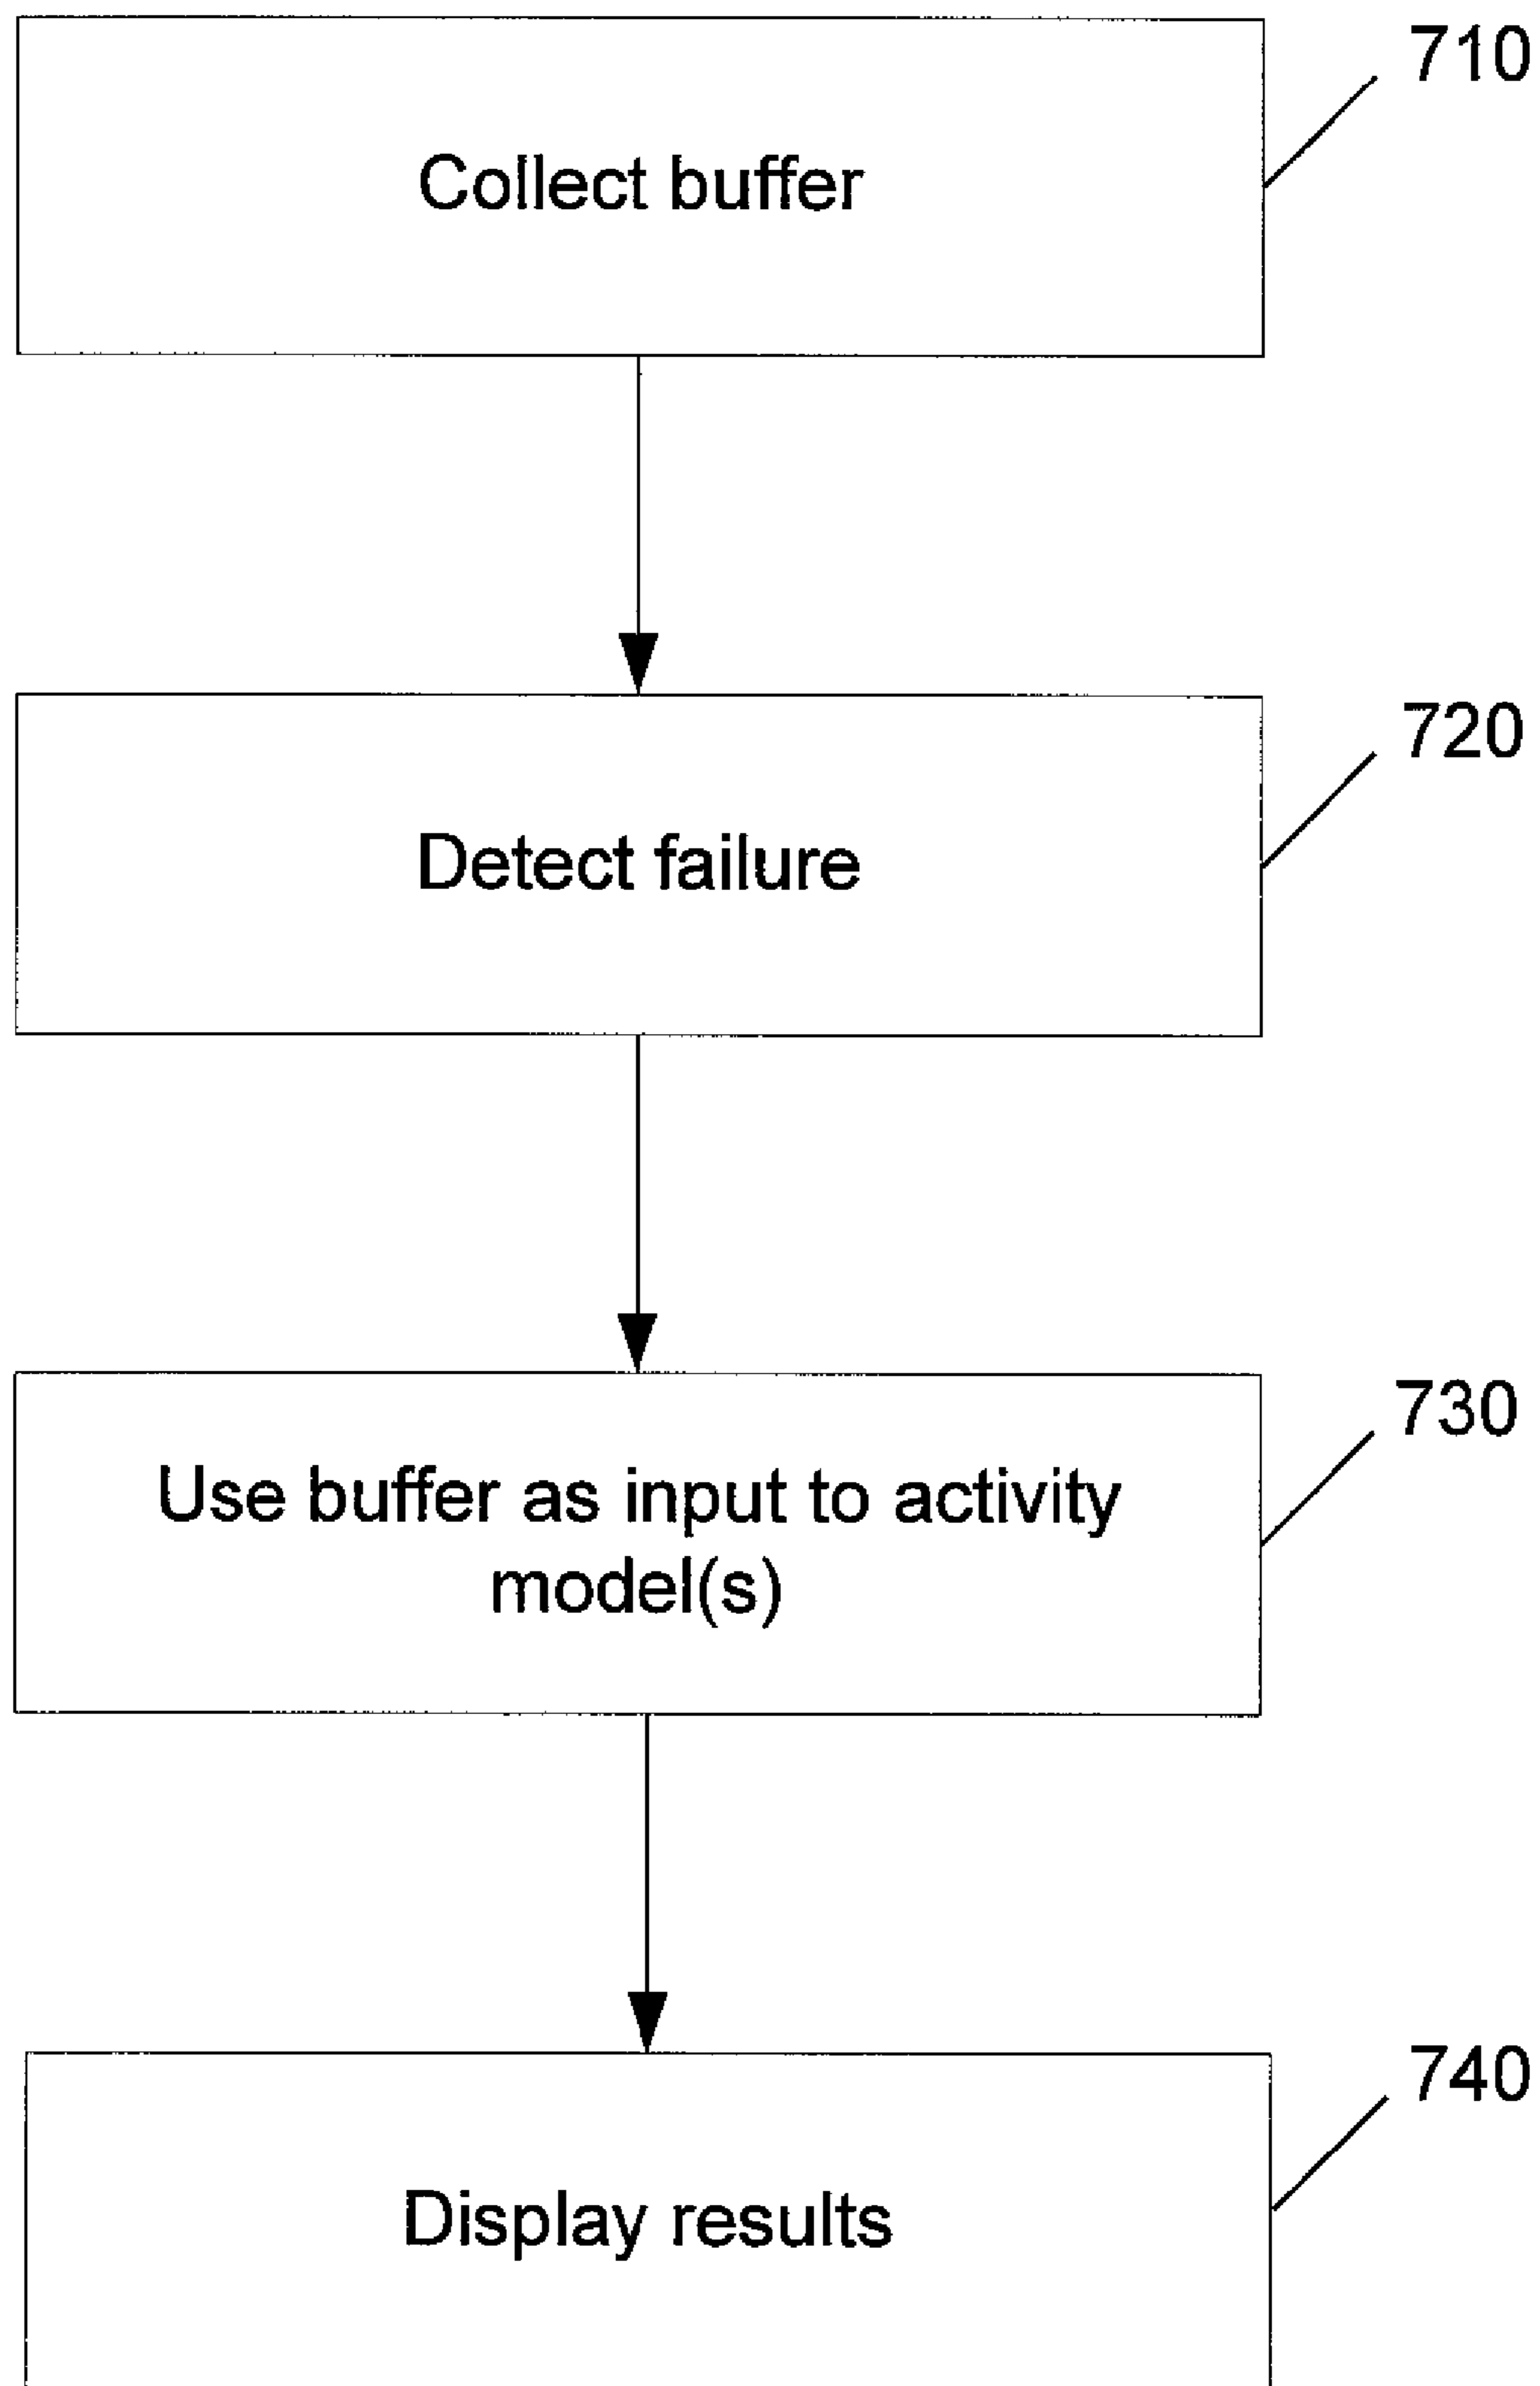 710
Collect buffer
720
Detect failure
730
Use buffer as input to activity
model(s)
740
Display results